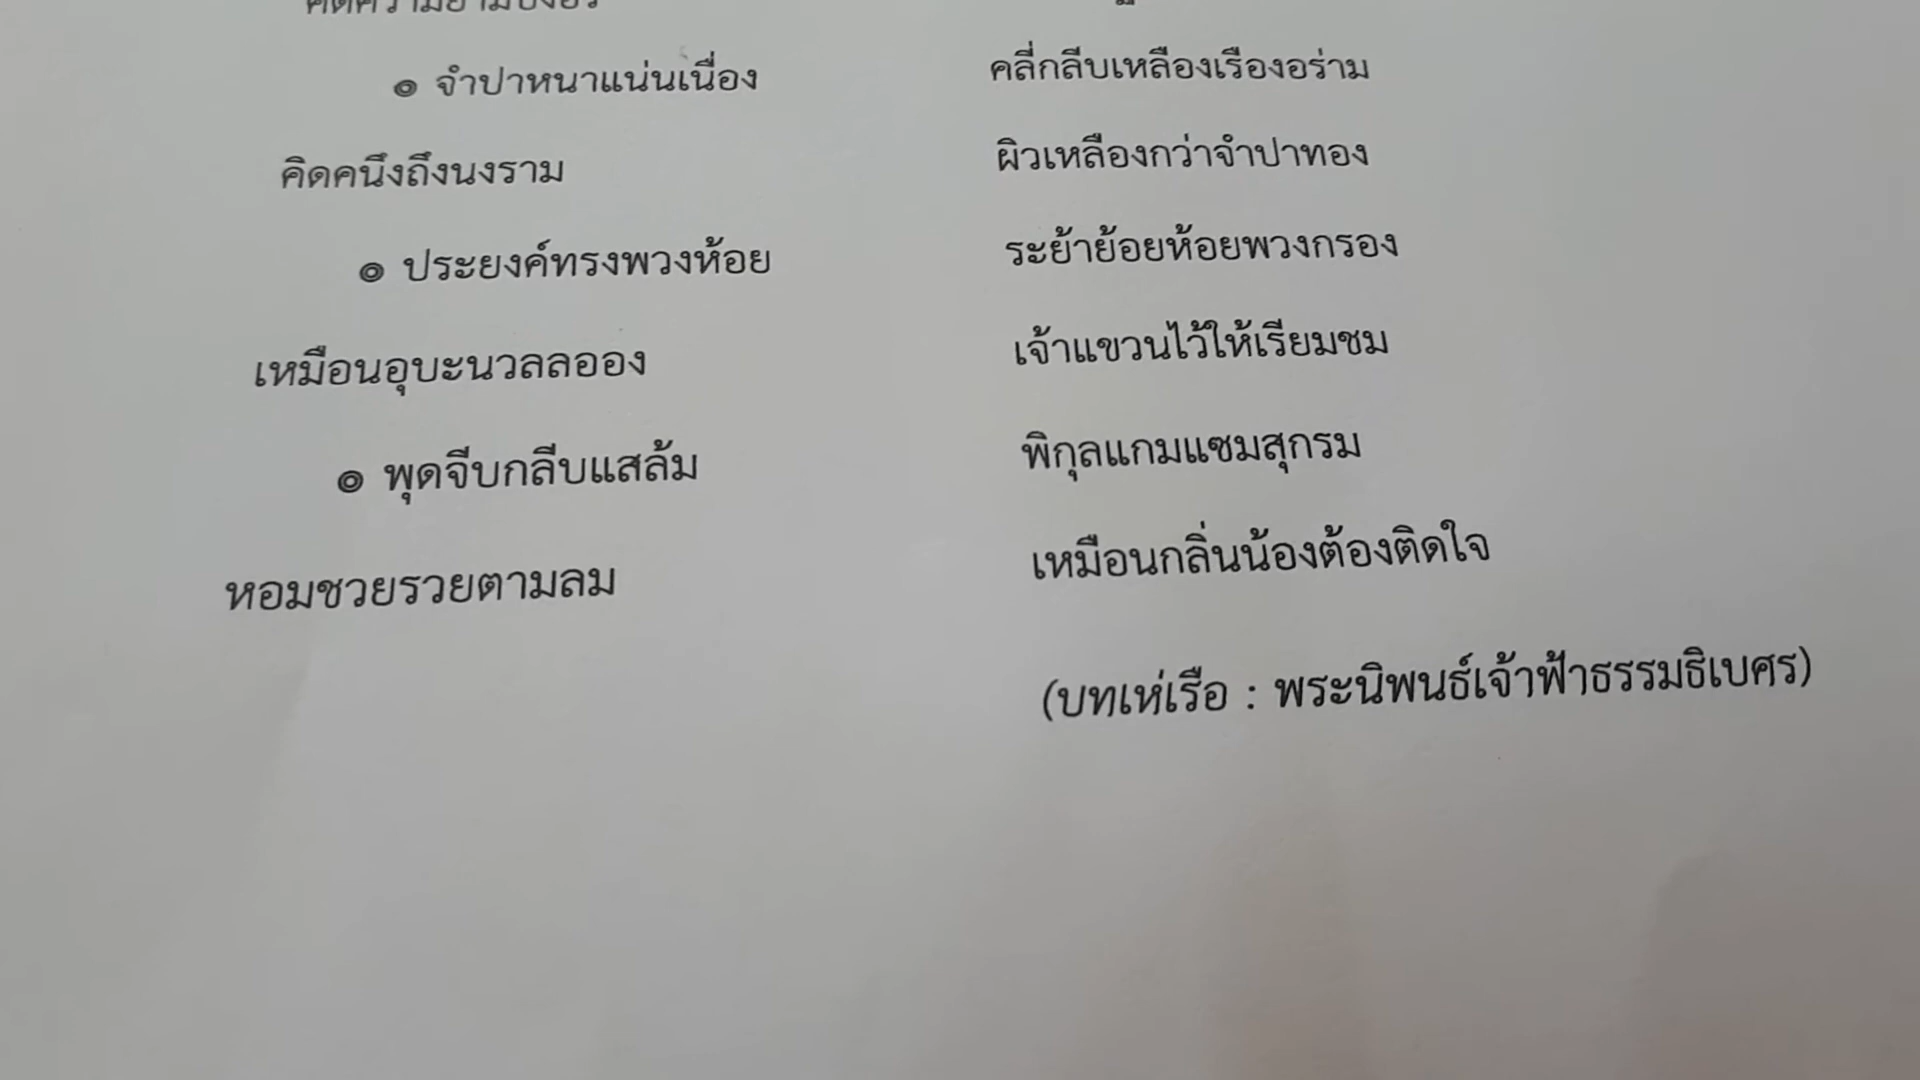 ๏ จำปาหนาแน่นเนื่อง คลี่กลีบเหลืองเรืองอร่าม
คิดคนึงถึงนงราม ผิวเหลืองกว่าจำปาทอง
๏ ประยงค์ทรงพวงห้อย ระย้าย้อยห้อยพวงกรอง
เหมือนอุบะนวลลออง เจ้าแขวนไว้ให้เรียมชม
๏ พุดจีบกลีบแสล้ม พิกุลแกมแซมสุกรม
หอมชวยรวยตามลม เหมือนกลิ่นน้องต้องติดใจ
(บทเห่เรือ : พระนิพนธ์เจ้าฟ้าธรรมธิเบศร)